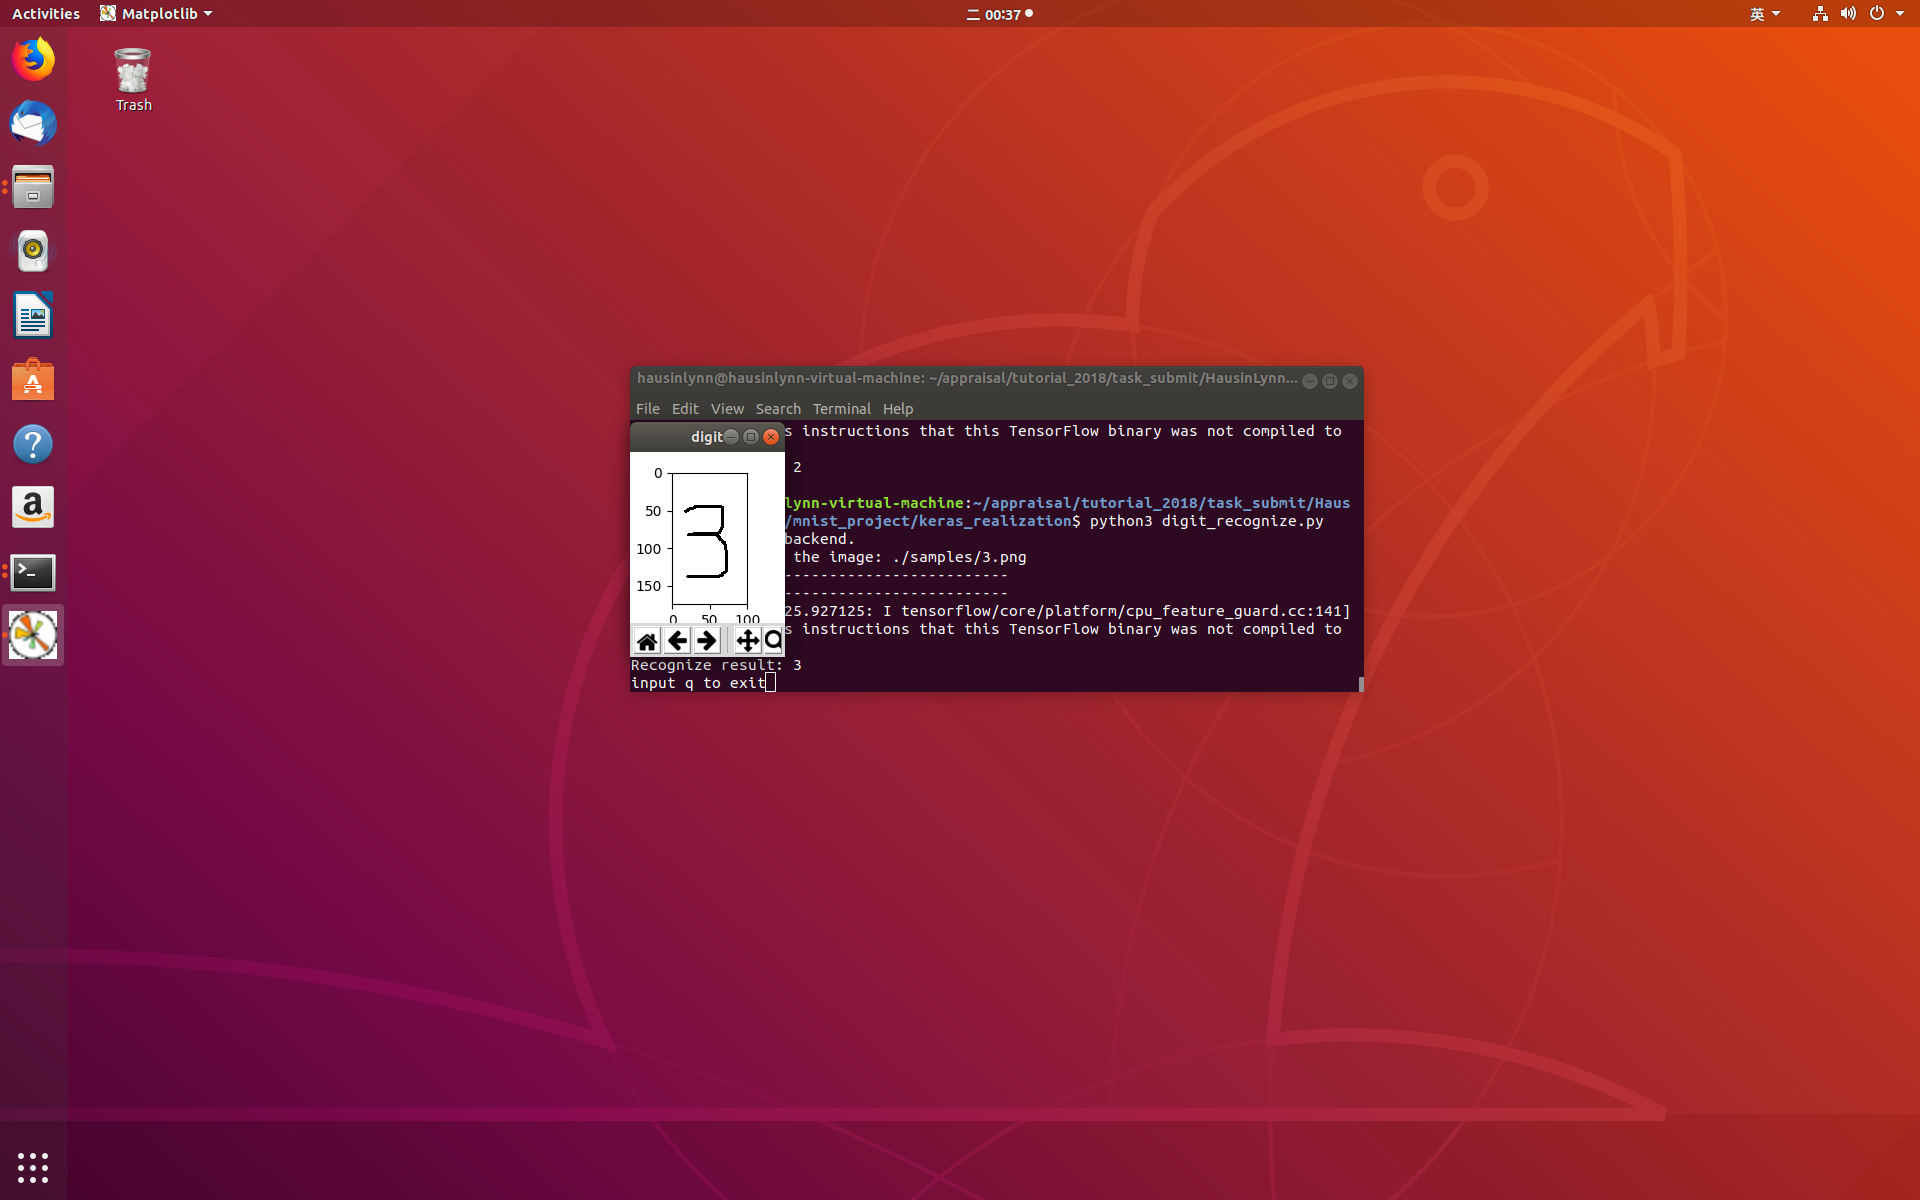 Activities
Matplotlib
二 00:37
英
Trash
hausinlynn@hausinlynn-virtual-machine: ~/appraisal/tutorial_2018/task_submit/HausinLynn...
File Edit View Search Terminal Help
s instructions that this TensorFlow binary was not compiled to
2
lynn-virtual-machine:~/appraisal/tutorial_2018/task_submit/Haus
/mnist_project/keras_realization$ python3 digit_recognize.py
backend.
the image: ./samples/3.png
-------------------------
-------------------------
25.927125: I tensorflow/core/platform/cpu_feature_guard.cc:141]
s instructions that this TensorFlow binary was not compiled to
Recognize result: 3
input q to exit
digit
0
50
100
150
0 50 100
3